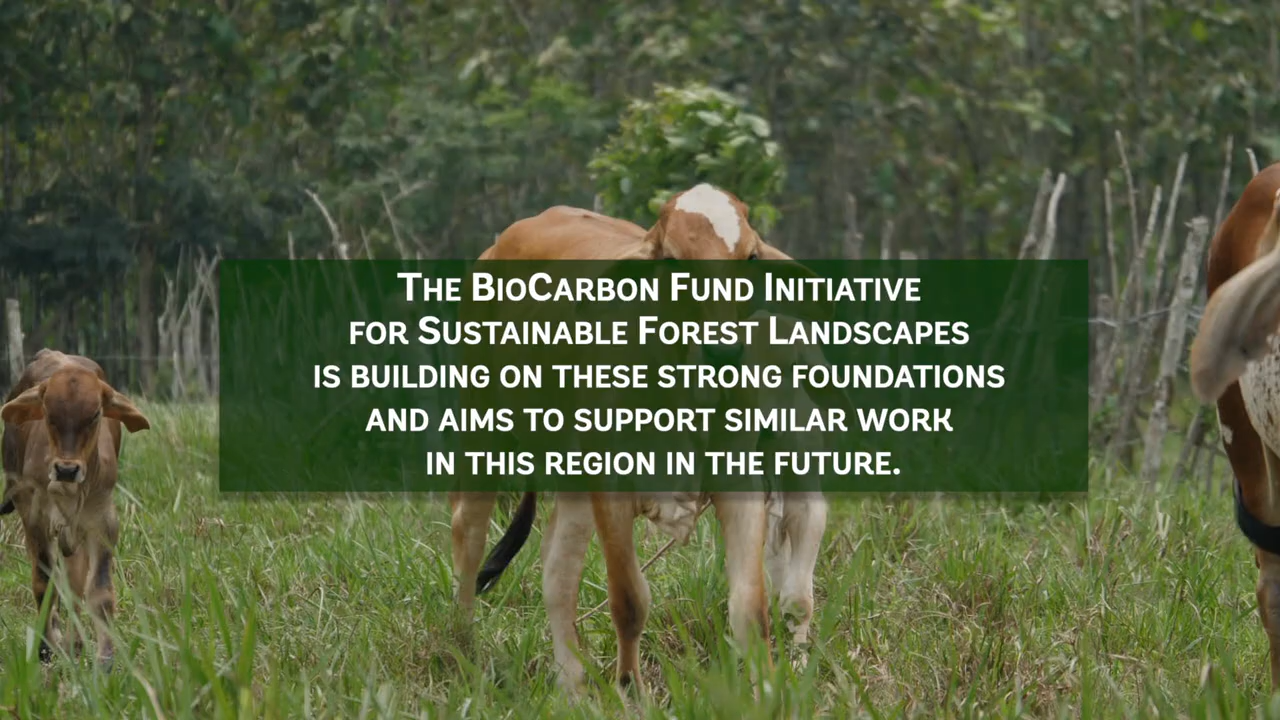 The BioCarbon Fund Initiative
for Sustainable Forest Landscapes
is building on these strong foundations
and aims to support similar work
in this region in the future.